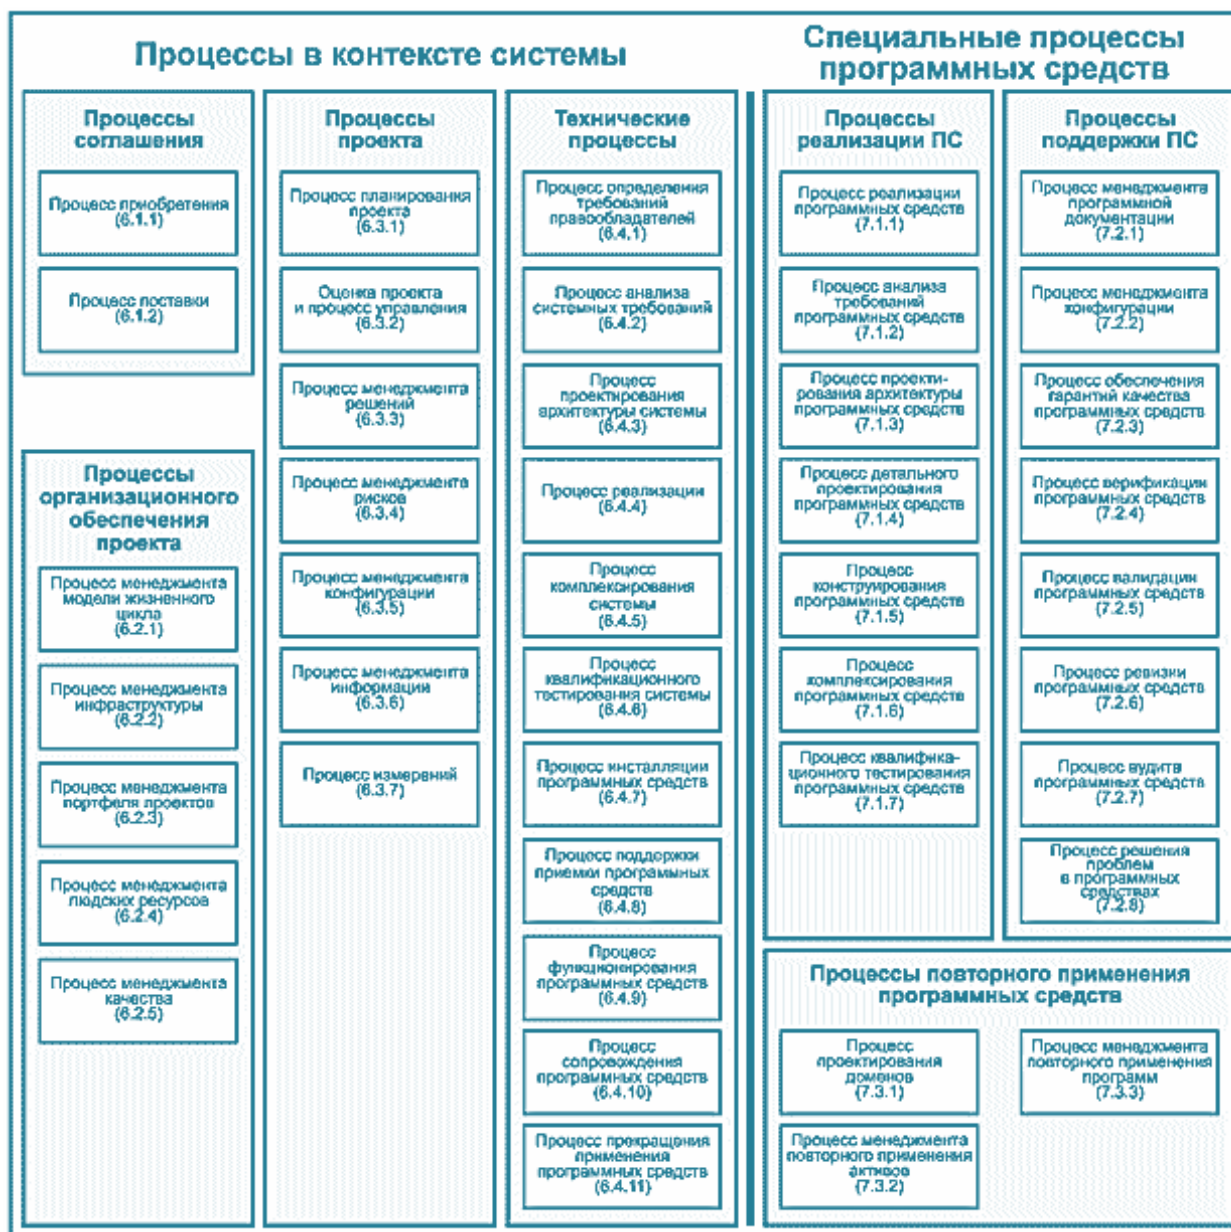 Процессы в контексте системы
Специальные процессы
программных средств
Процессы
соглашения
Процесс приобретения
(6.1.1)
Процесс поставки
(6.1.2)
Процессы
организационного
обеспечения
проекта
Процесс менеджмента
модели жизненного
цикла
(6.2.1)
Процесс менеджмента
инфраструктуры
(6.2.2)
Процесс менеджмента
портфеля проектов
(6.2.3)
Процесс менеджмента
людских ресурсов
(6.2.4)
Процесс менеджмента
качества
(6.2.5)
Процессы
проекта
Процесс планирования
проекта
(6.3.1)
Оценка проекта
и процесс управления
(6.3.2)
Процесс менеджмента
решений
(6.3.3)
Процесс менеджмента
рисков
(6.3.4)
Процесс менеджмента
конфигурации
(6.3.5)
Процесс менеджмента
информации
(6.3.6)
Процесс измерений
(6.3.7)
Технические
процессы
Процесс определения
требований
правообладателей
(6.4.1)
Процесс анализа
системных требований
(6.4.2)
Процесс
проектирования
архитектуры системы
(6.4.3)
Процесс реализации
(6.4.4)
Процесс
комплексирования
системы
(6.4.5)
Процесс
квалификационного
тестирования системы
(6.4.6)
Процесс инсталляции
программных средств
(6.4.7)
Процесс поддержки
приемки программных
средств
(6.4.8)
Процесс
функционирования
программных средств
(6.4.9)
Процесс
сопровождения
программных средств
(6.4.10)
Процесс прекращения
применения
программных средств
(6.4.11)
Процессы
реализации ПС
Процесс реализации
программных средств
(7.1.1)
Процесс анализа
требований
программных средств
(7.1.2)
Процесс проекти-
рования архитектуры
программных средств
(7.1.3)
Процесс детального
проектирования
программных средств
(7.1.4)
Процесс
конструирования
программных средств
(7.1.5)
Процесс
комплексирования
программных средств
(7.1.6)
Процесс квалифика-
ционного тестирования
программных средств
(7.1.7)
Процессы
поддержки ПС
Процесс менеджмента
программной
документации
(7.2.1)
Процесс менеджмента
конфигурации
(7.2.2)
Процесс обеспечения
гарантий качества
программных средств
(7.2.3)
Процесс верификации
программных средств
(7.2.4)
Процесс валидации
программных средств
(7.2.5)
Процесс ревизии
программных средств
(7.2.6)
Процесс аудита
программных средств
(7.2.7)
Процесс решения
проблем
в программных
средствах
(7.2.8)
Процессы повторного применения
программных средств
Процесс
проектирования
доменов
(7.3.1)
Процесс менеджмента
повторного применения
программ
(7.3.3)
Процесс менеджмента
повторного применения
активов
(7.3.2)